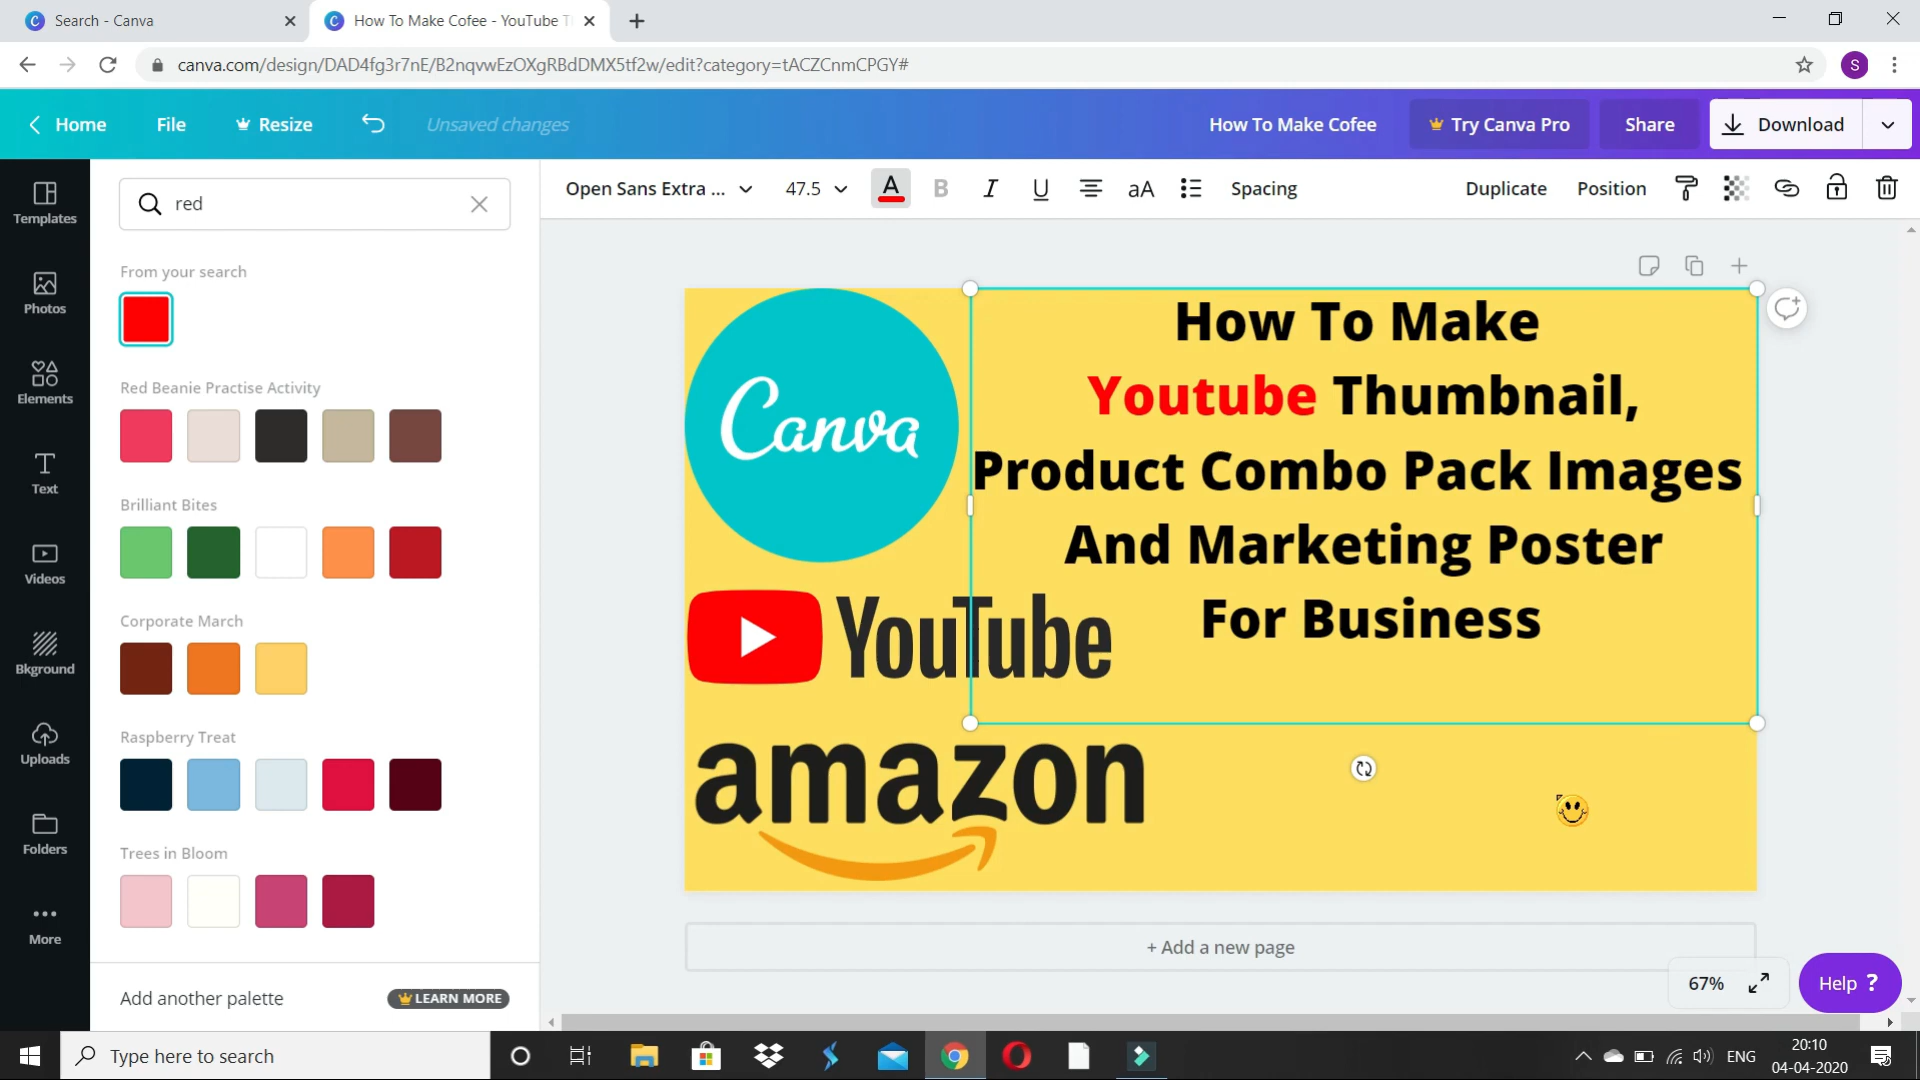 Search - Canva
How To Make Cofee - YouTube T
canva.com/design/DAD4fg3r7nE/B2nqvwEzOXgRBdDMX5tf2w/edit?category=tACZCnmCPGY#
S
Home
File
Resize
Unsaved changes
How To Make Cofee
Try Canva Pro
Share
Download
Templates
Photos
Elements
Text
Videos
Bkground
Uploads
Folders
More
red
From your search
Red Beanie Practise Activity
Brilliant Bites
Corporate March
Raspberry Treat
Trees in Bloom
Add another palette
LEARN MORE
Open Sans Extra ...
47.5
A
B
I
U
aA
Spacing
Duplicate
Position
Canva
How To Make
Youtube Thumbnail,
Product Combo Pack Images
And Marketing Poster
For Business
YouTube
amazon
+ Add a new page
67%
Help ?
Type here to search
ENG
20:10
04-04-2020